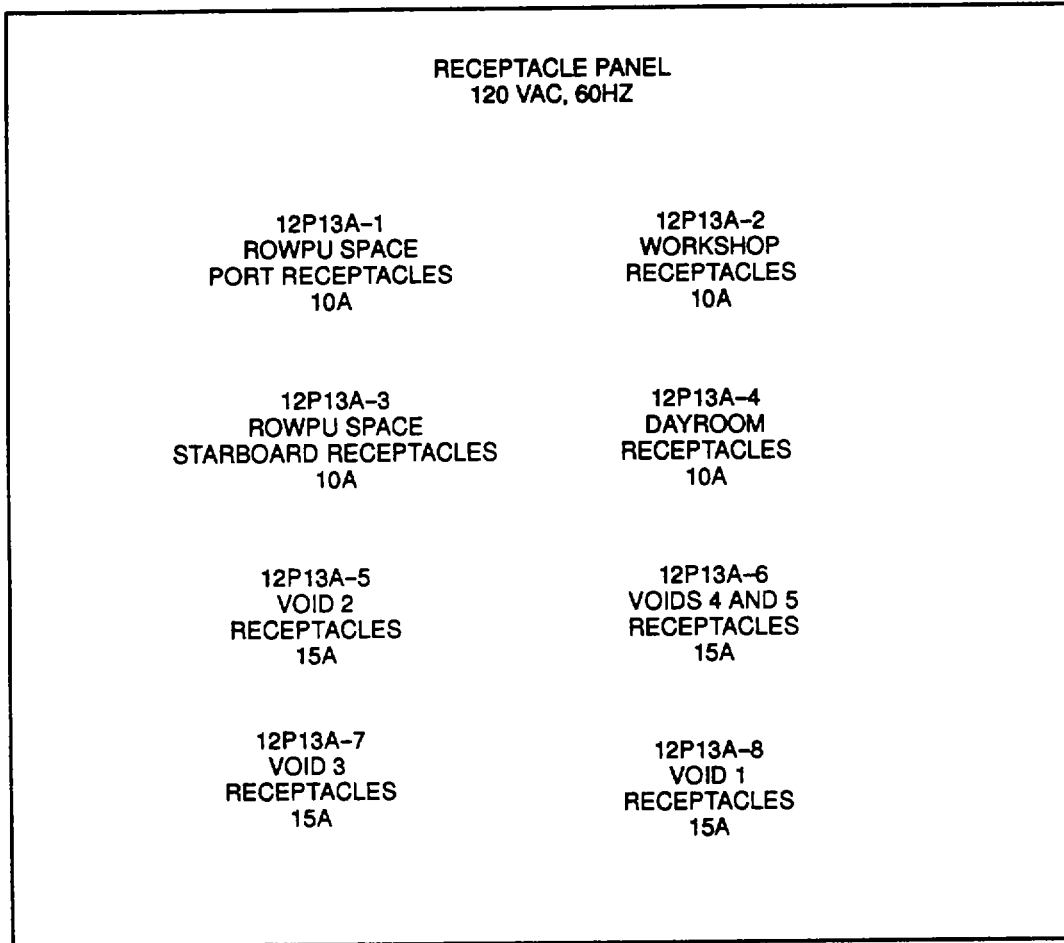 RECEPTACLE PANEL
120 VAC, 60HZ
12P13A-1
ROWPU SPACE
PORT RECEPTACLES
10A
12P13A-2
WORKSHOP
RECEPTACLES
10A
12P13A-3
ROWPU SPACE
STARBOARD RECEPTACLES
10A
12P13A-4
DAYROOM
RECEPTACLES
10A
12P13A-5
VOID 2
RECEPTACLES
15A
12P13A-6
VOIDS 4 AND 5
RECEPTACLES
15A
12P13A-7
VOID 3
RECEPTACLES
15A
12P13A-8
VOID 1
RECEPTACLES
15A